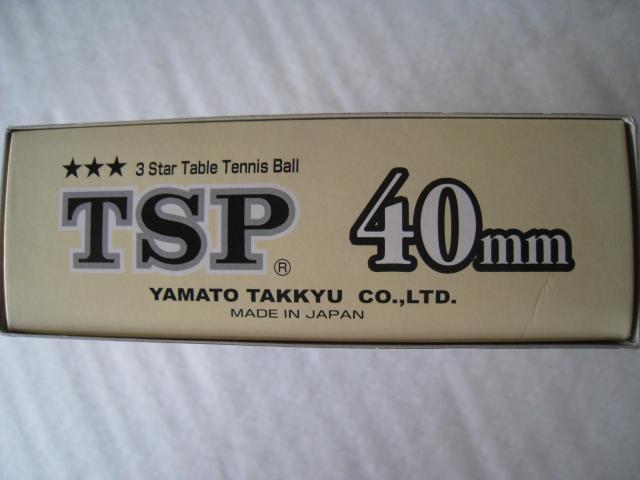 ★★★ 3 Star Table Tennis Ball
TSP® 40mm
YAMATO TAKKYU CO.,LTD.
MADE IN JAPAN